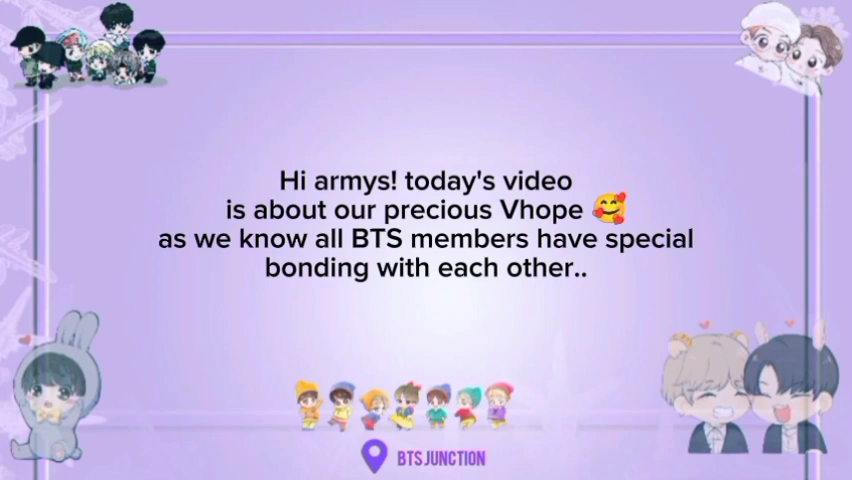 Hi armys! today's video
is about our precious Vhope 🥰
as we know all BTS members have special
bonding with each other..
BTS JUNCTION